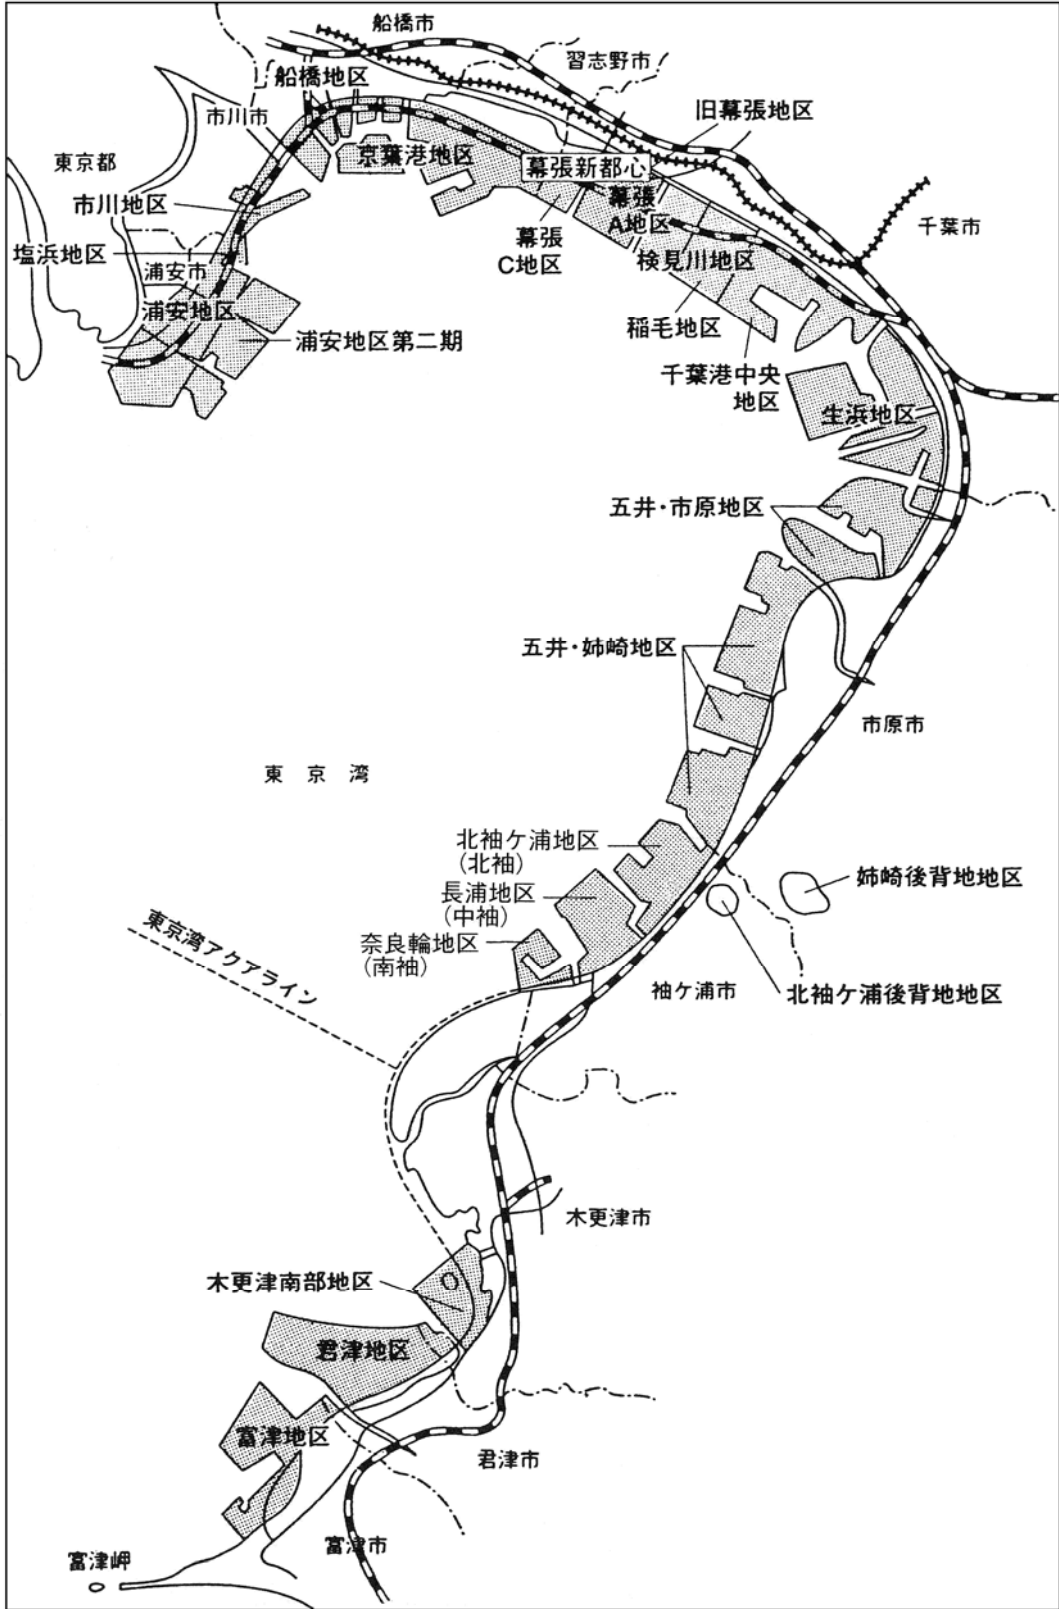 船橋市
習志野市
船橋地区
市川市
旧幕張地区
東京都
京葉港地区
幕張新都心
市川地区
幕張
A地区
千葉市
塩浜地区
幕張
C地区
検見川地区
浦安市
浦安地区
稲毛地区
浦安地区第二期
千葉港中央
地区
生浜地区
五井・市原地区
五井・姉崎地区
市原市
東京湾
北袖ケ浦地区
(北袖)
姉崎後背地地区
長浦地区
(中袖)
東京湾アクアライン
奈良輪地区
(南袖)
袖ケ浦市
北袖ケ浦後背地地区
木更津市
木更津南部地区
君津地区
富津地区
君津市
富津市
富津岬